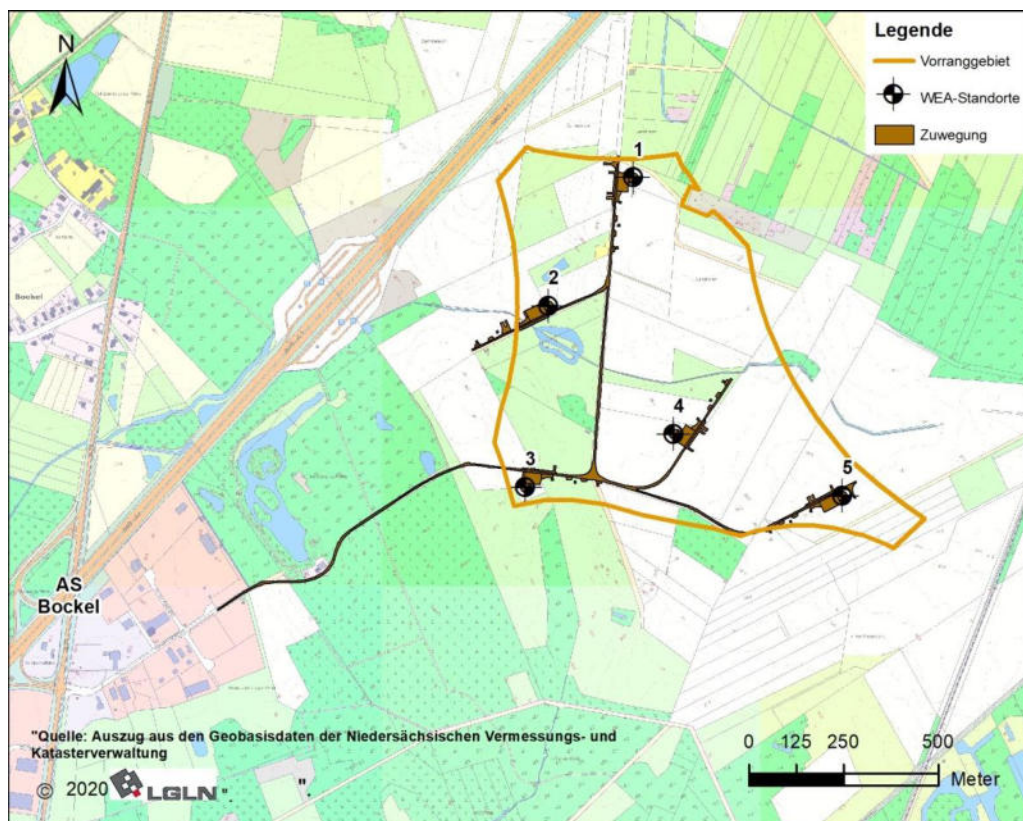 N
Legende
Vorranggebiet
WEA-Standorte
Zuwegung
1
2
Bockel
4
3
5
AS
Bockel
"Quelle: Auszug aus den Geobasisdaten der Niedersächsischen Vermessungs- und
Katasterverwaltung
© 2020 LGLN ". ".
0 125 250 500
Meter